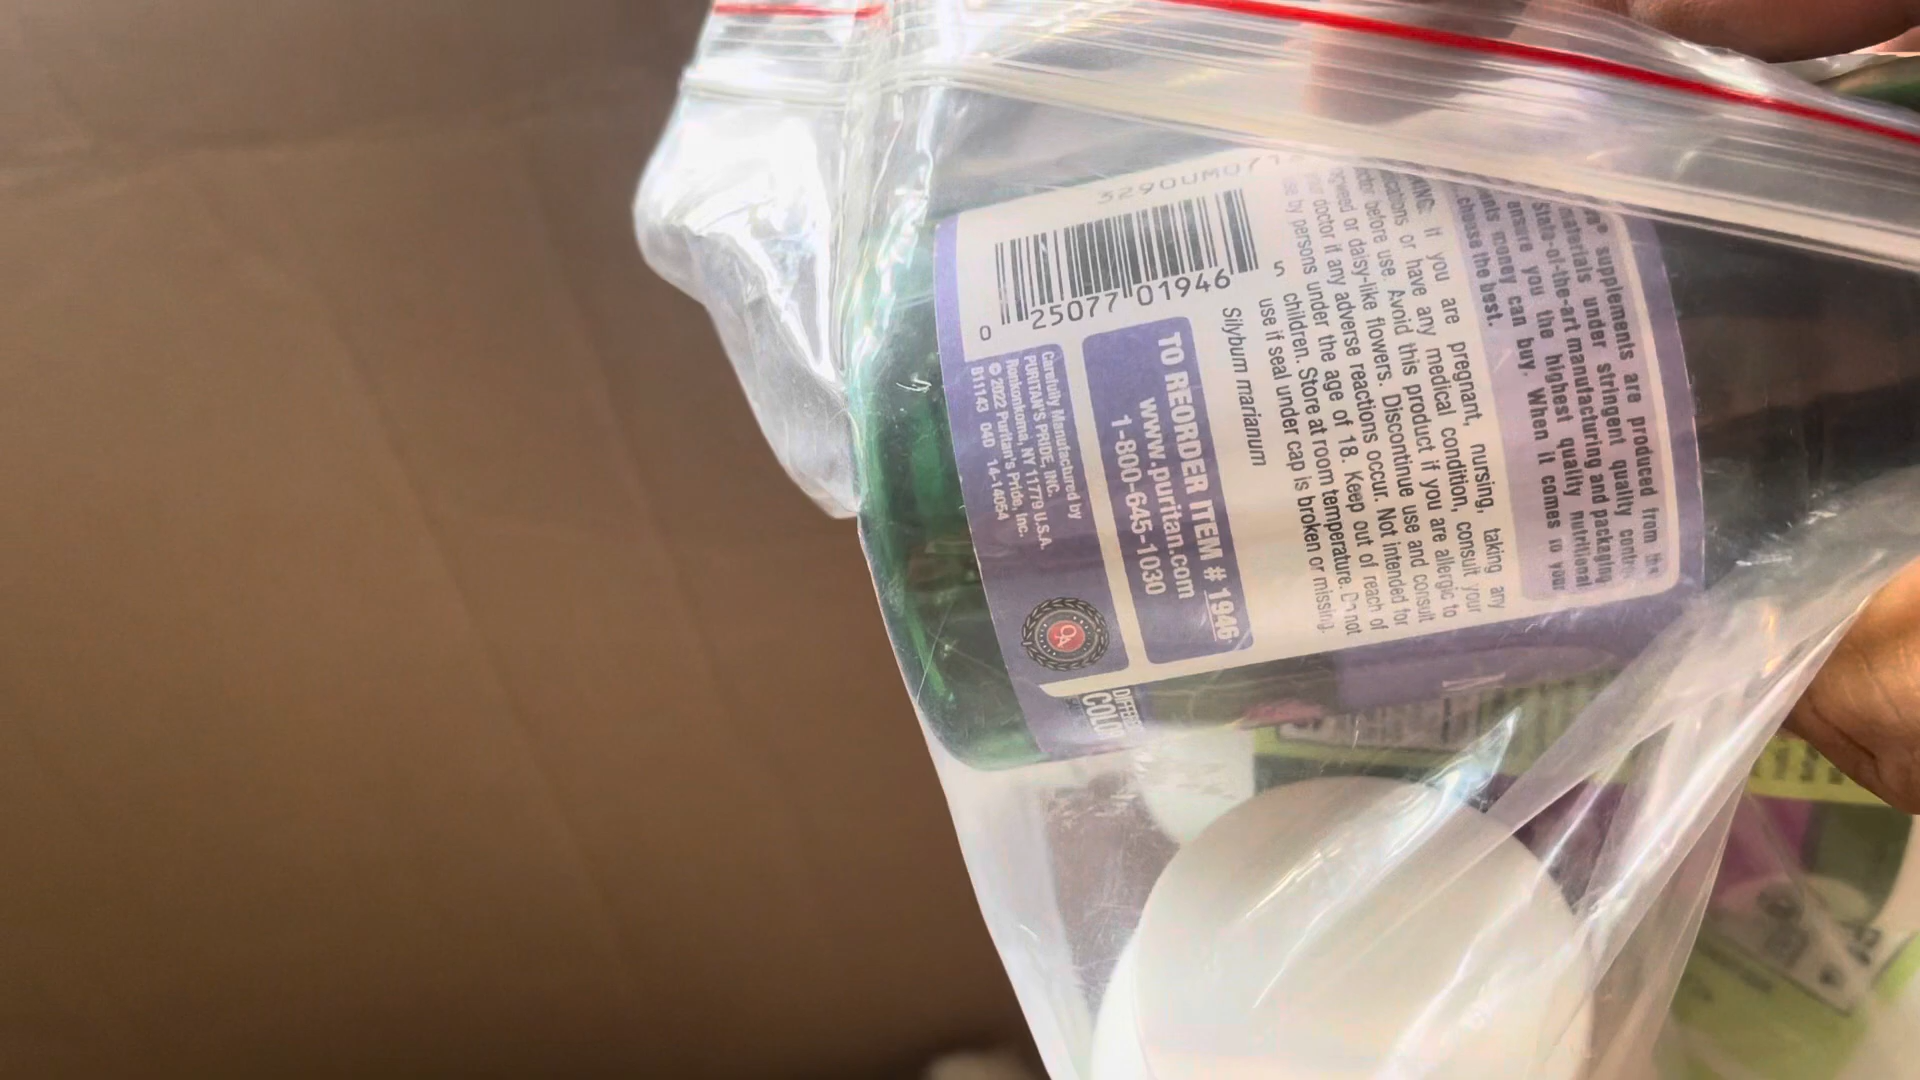 supplements are produced from the
materials under stringent quality
State-of-the-art manufacturing and packaging
ensure you the highest quality nutritional
money can buy. When it comes to your
choose the best.
If you are pregnant, nursing, taking any
or have any medical condition, consult your
before use. Avoid this product if you are allergic to
or daisy-like flowers. Discontinue use and consult
doctor if any adverse reactions occur. Not intended for
use by persons under the age of 18. Keep out of reach of
children. Store at room temperature. Do not
use if seal under cap is broken or missing.
Silybum marianum
TO REORDER ITEM # 1946
www.puritan.com
1-800-645-1030
Carefully Manufactured by
PURITAN'S PRIDE, INC.
Ronkonkoma, NY 11779 U.S.A.
© 2022 Puritan's Pride, Inc.
B11143 04D 14-14054
0 25077 01946 5